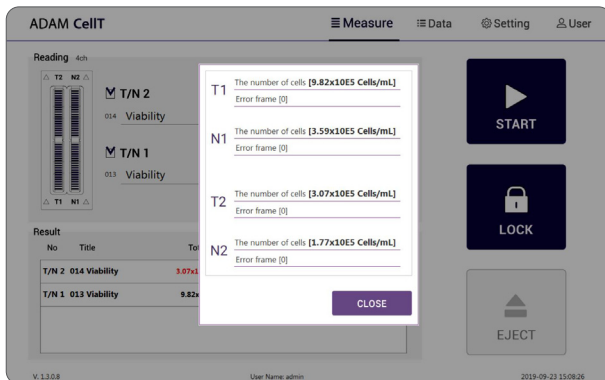 ADAM CellT
Measure
Data
Setting
User
Reading 4ch
T2 N2
T/N 2
014 Viability
T/N 1
013 Viability
T1 N1
T1
The number of cells [9.82x10E5 Cells/mL]
Error frame [0]
N1
The number of cells [3.59x10E5 Cells/mL]
Error frame [0]
T2
The number of cells [3.07x10E5 Cells/mL]
Error frame [0]
N2
The number of cells [1.77x10E5 Cells/mL]
Error frame [0]
CLOSE
START
LOCK
EJECT
Result
No Title Tot
T/N 2 014 Viability 3.07x1
T/N 1 013 Viability 9.82x
V. 1.3.0.8
User Name: admin
2019-09-23 15:08:26